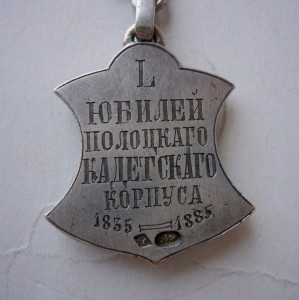 L
ЮБИЛЕЙ
ПОЛОЦКАГО
КАДЕТСКАГО
КОРПУСА
1835 — 1885